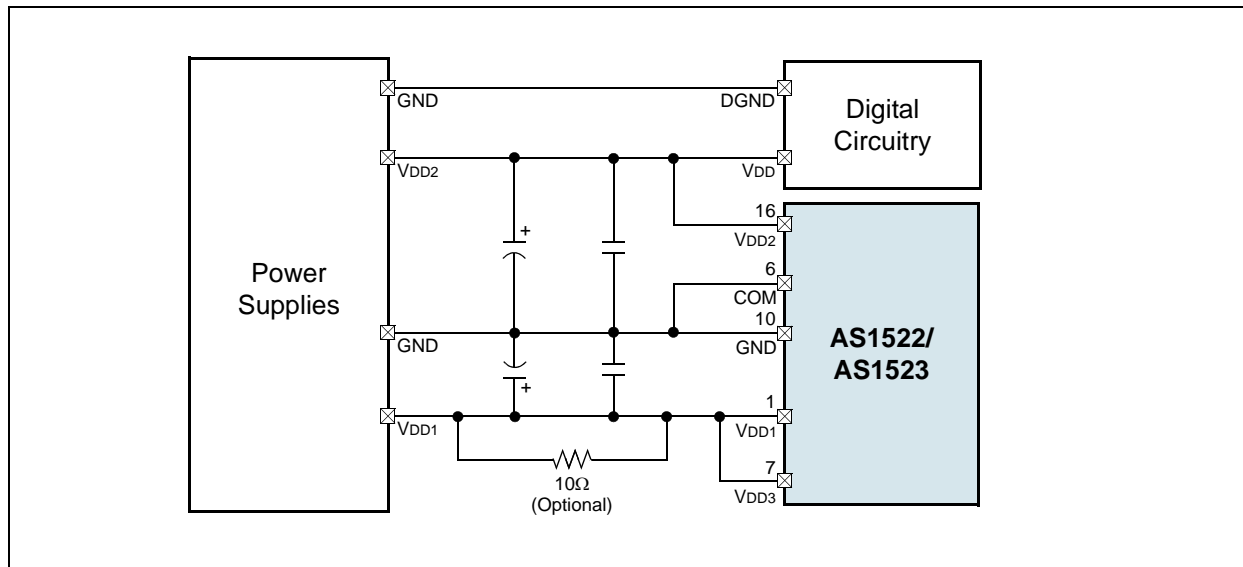 Power
Supplies
GND
VDD2
GND
VDD1
+
+
10Ω
(Optional)
DGND
VDD
Digital
Circuitry
16
VDD2
6
COM
10
GND
1
VDD1
7
VDD3
AS1522/
AS1523